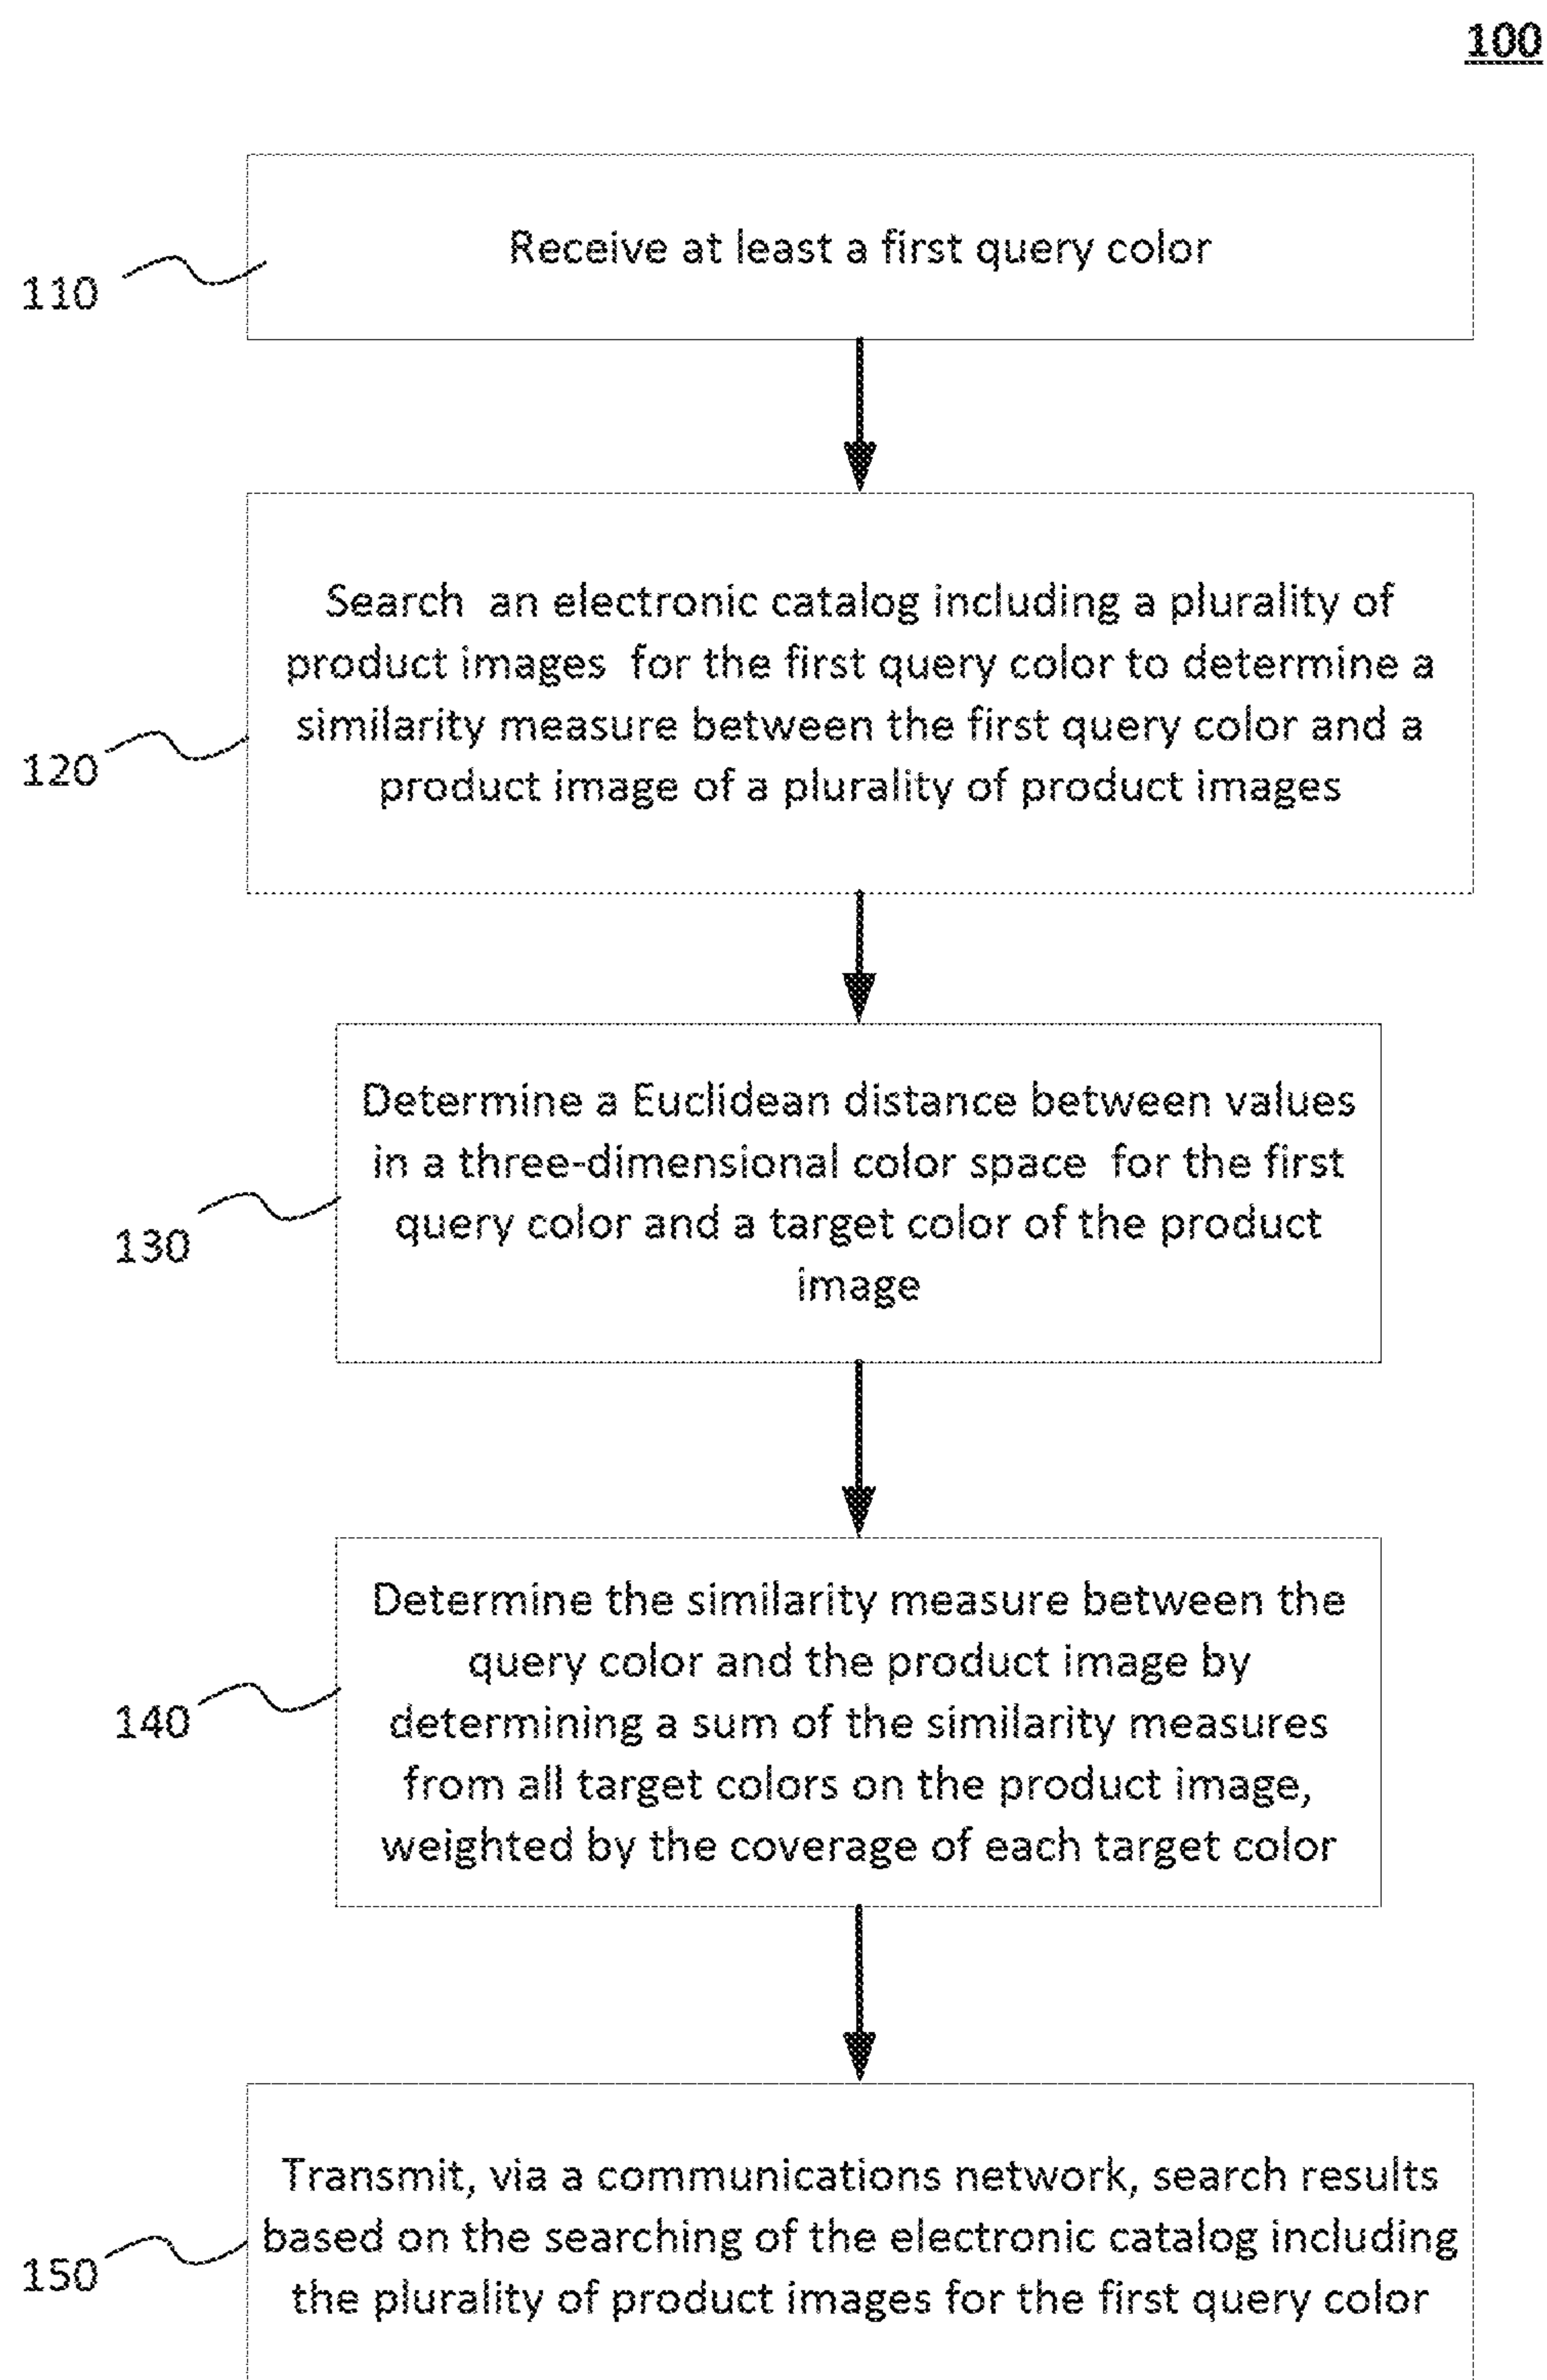 100
Receive at least a first query color
110
Search an electronic catalog including a plurality of
product images for the first query color to determine a
similarity measure between the first query color and a
product image of a plurality of product images
120
Determine a Euclidean distance between values
in a three-dimensional color space for the first
query color and a target color of the product
image
130
Determine the similarity measure between the
query color and the product image by
determining a sum of the similarity measures
from all target colors on the product image,
weighted by the coverage of each target color
140
Transmit, via a communications network, search results
based on the searching of the electronic catalog including
the plurality of product images for the first query color
150